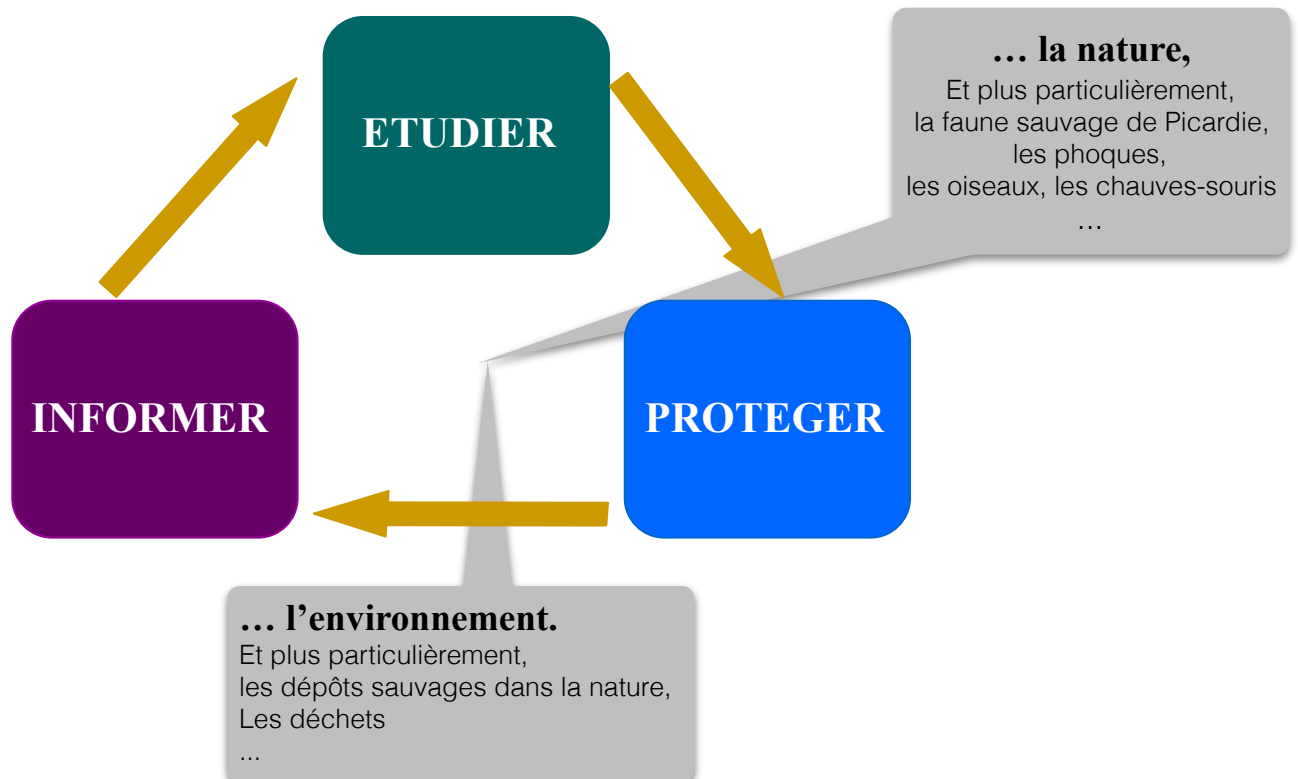 ETUDIER
… la nature,
Et plus particulièrement,
la faune sauvage de Picardie,
les phoques,
les oiseaux, les chauves-souris
…
INFORMER
PROTEGER
… l’environnement.
Et plus particulièrement,
les dépôts sauvages dans la nature,
Les déchets
...